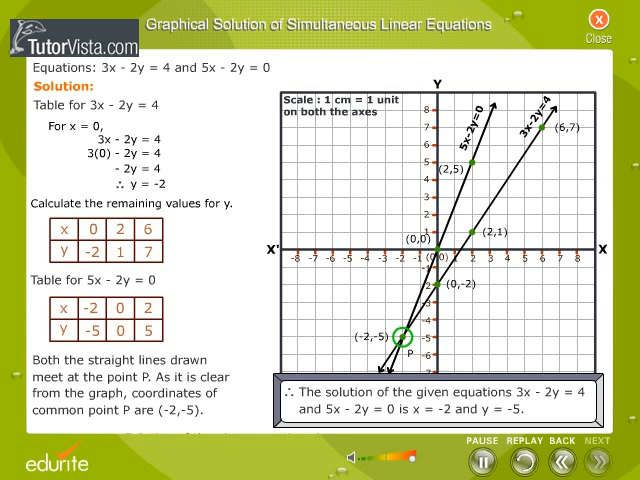 Graphical Solution of Simultaneous Linear Equations
X
Close
TutorVista.com
Equations: 3x - 2y = 4 and 5x - 2y = 0
Solution:
Table for 3x - 2y = 4
For x = 0,
3x - 2y = 4
3(0) - 2y = 4
- 2y = 4
∴ y = -2
Calculate the remaining values for y.
x 0 2 6
y -2 1 7
Table for 5x - 2y = 0
x -2 0 2
y -5 0 5
Both the straight lines drawn
meet at the point P. As it is clear
from the graph, coordinates of
common point P are (-2,-5).
Y
Scale : 1 cm = 1 unit
on both the axes
5x-2y=0
3x-2y=4
8
7
6
5
4
3
2
1
(6,7)
(2,5)
(2,1)
(0,0)
X'
X
(0,0)
-8 -7 -6 -5 -4 -3 -2 -1
1 2 3 4 5 6 7 8
-1
-2
-3
-4
-5
-6
(0,-2)
(-2,-5)
P
∴ The solution of the given equations 3x - 2y = 4
and 5x - 2y = 0 is x = -2 and y = -5.
edurite
PAUSE REPLAY BACK NEXT